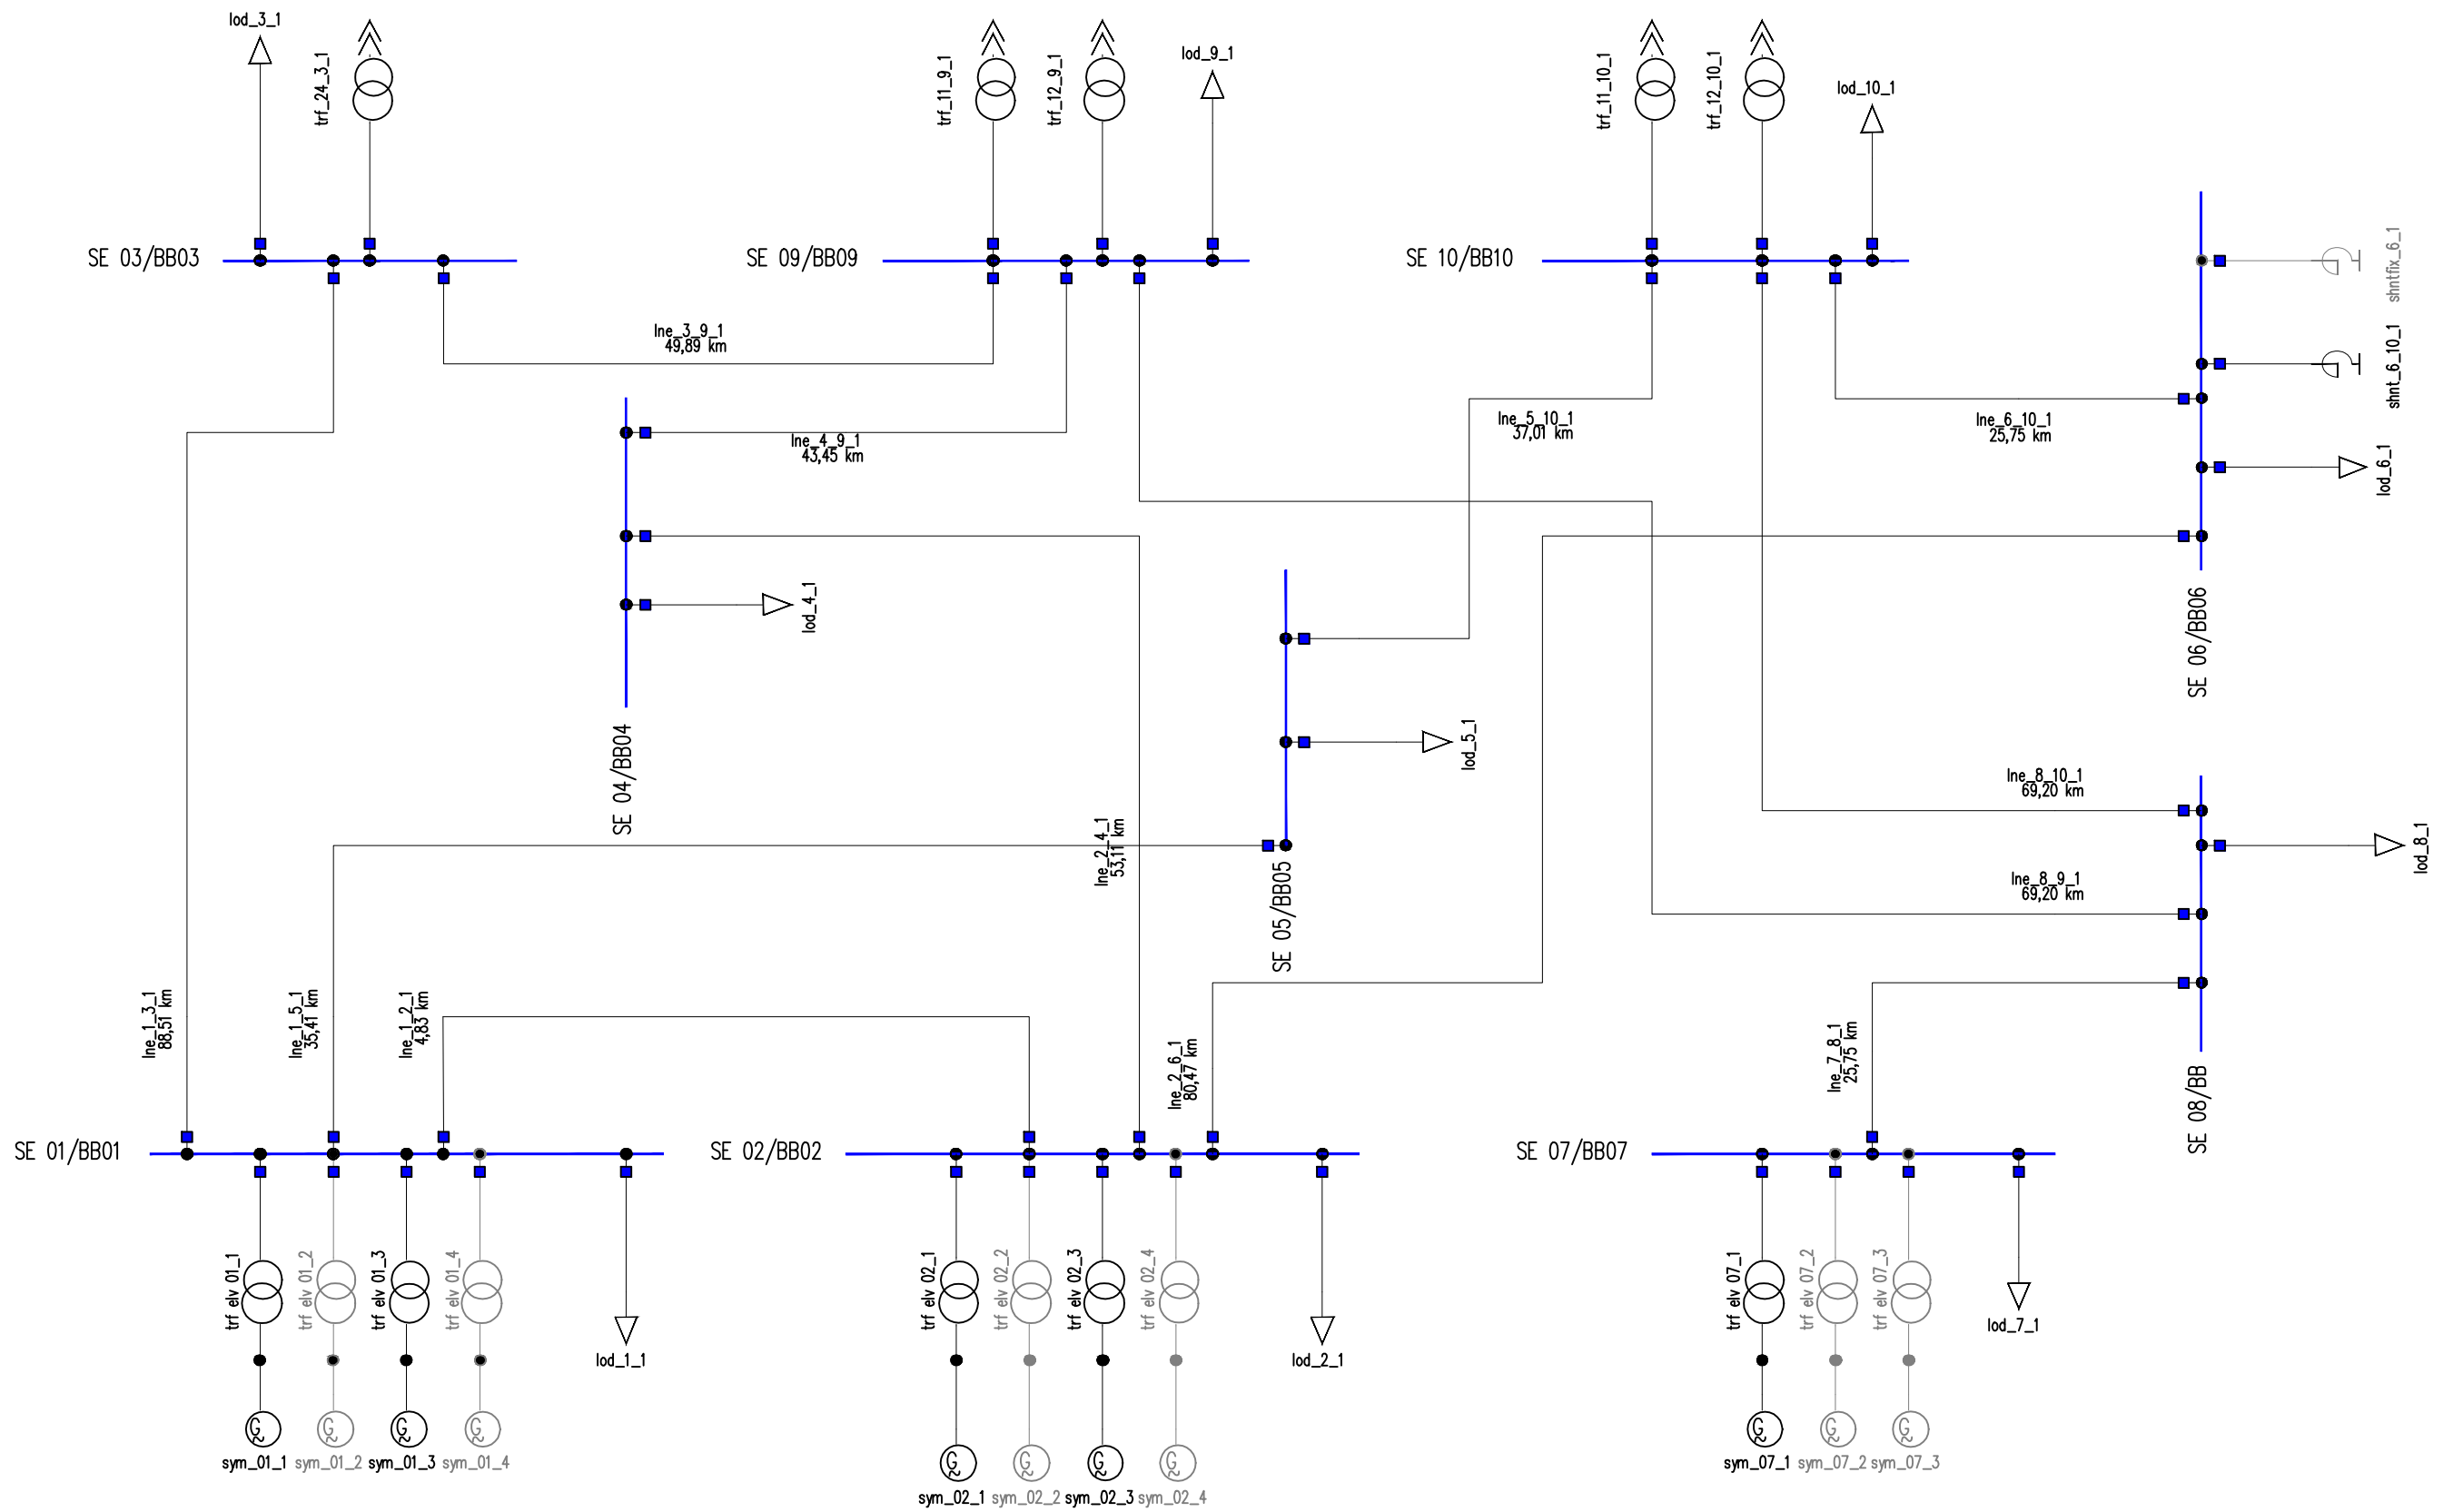 lod_3_1
trf_24_3_1
trf_11_9_1
trf_12_9_1
lod_9_1
trf_11_10_1
trf_12_10_1
lod_10_1
SE 03/BB03
SE 09/BB09
SE 10/BB10
shntfix_6_1
shnt_6_10_1
lod_6_1
SE 06/BB06
lne_3_9_1
49,89 km
lne_4_9_1
43,45 km
lne_5_10_1
37,01 km
lne_6_10_1
25,75 km
lod_4_1
SE 04/BB04
lod_5_1
SE 05/BB05
lne_2_4_1
53,11 km
lne_8_10_1
69,20 km
lod_8_1
lne_8_9_1
69,20 km
SE 08/BB
lne_1_3_1
88,51 km
lne_1_5_1
35,41 km
lne_1_2_1
4,83 km
lne_2_6_1
80,47 km
lne_7_8_1
25,75 km
SE 01/BB01
SE 02/BB02
SE 07/BB07
trf elv 01_1
trf elv 01_2
trf elv 01_3
trf elv 01_4
trf elv 02_1
trf elv 02_2
trf elv 02_3
trf elv 02_4
trf elv 07_1
trf elv 07_2
trf elv 07_3
lod_1_1
lod_2_1
lod_7_1
G
G
G
G
G
G
G
G
G
G
G
sym_01_1
sym_01_2
sym_01_3
sym_01_4
sym_02_1
sym_02_2
sym_02_3
sym_02_4
sym_07_1
sym_07_2
sym_07_3